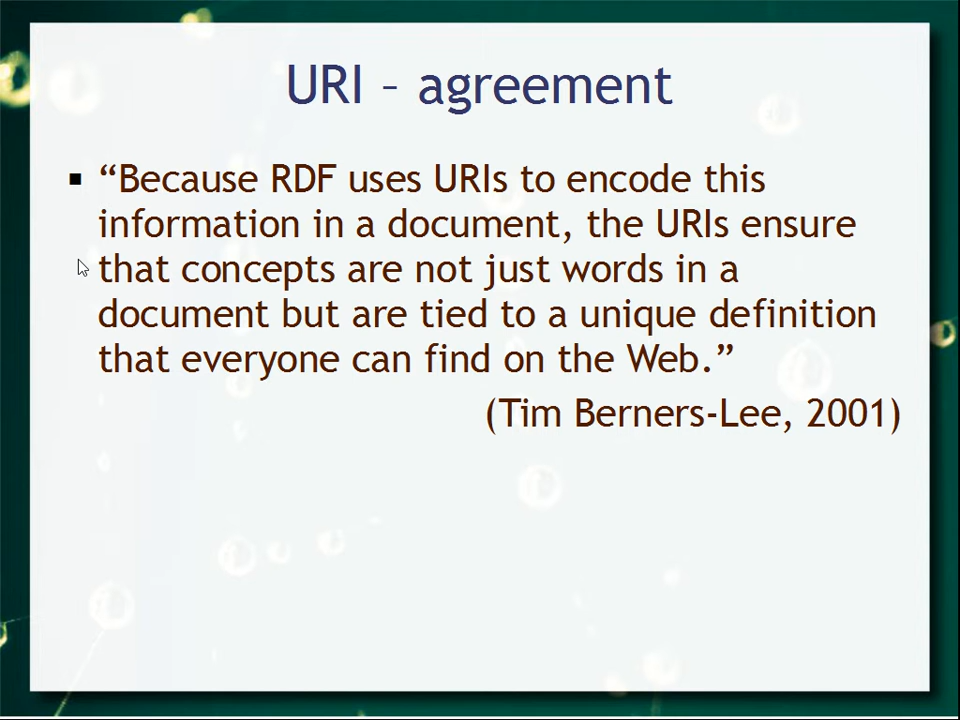 URI – agreement
▪ “Because RDF uses URIs to encode this
information in a document, the URIs ensure
that concepts are not just words in a
document but are tied to a unique definition
that everyone can find on the Web.”
(Tim Berners-Lee, 2001)